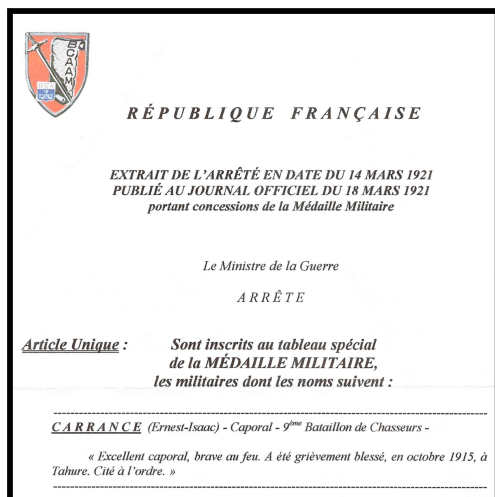 BCAAM
RÉPUBLIQUE FRANÇAISE
EXTRAIT DE L'ARRÊTÉ EN DATE DU 14 MARS 1921
PUBLIÉ AU JOURNAL OFFICIEL DU 18 MARS 1921
portant concessions de la Médaille Militaire
Le Ministre de la Guerre
ARRÊTE
Article Unique : Sont inscrits au tableau spécial
de la MÉDAILLE MILITAIRE,
les militaires dont les noms suivent :
CARRANCE (Ernest-Isaac) - Caporal - 9ème Bataillon de Chasseurs -
« Excellent caporal, brave au feu. A été grièvement blessé, en octobre 1915, à
Tahure. Cité à l'ordre. »